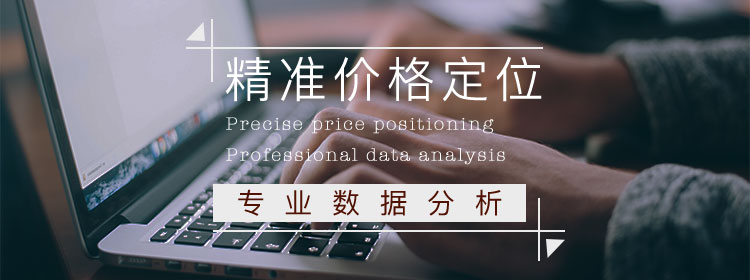 精准价格定位
Precise price positioning
Professional data analysis
专业数据分析